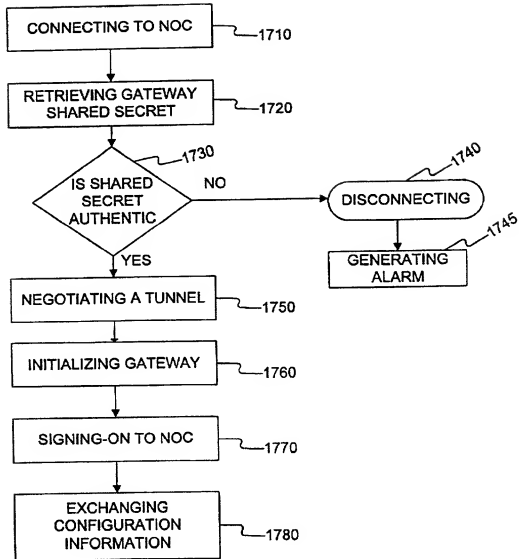 CONNECTING TO NOC
1710
RETRIEVING GATEWAY
SHARED SECRET
1720
1730
IS SHARED
SECRET
AUTHENTIC
NO
YES
1740
DISCONNECTING
1745
GENERATING
ALARM
NEGOTIATING A TUNNEL
1750
INITIALIZING GATEWAY
1760
SIGNING-ON TO NOC
1770
EXCHANGING
CONFIGURATION
INFORMATION
1780